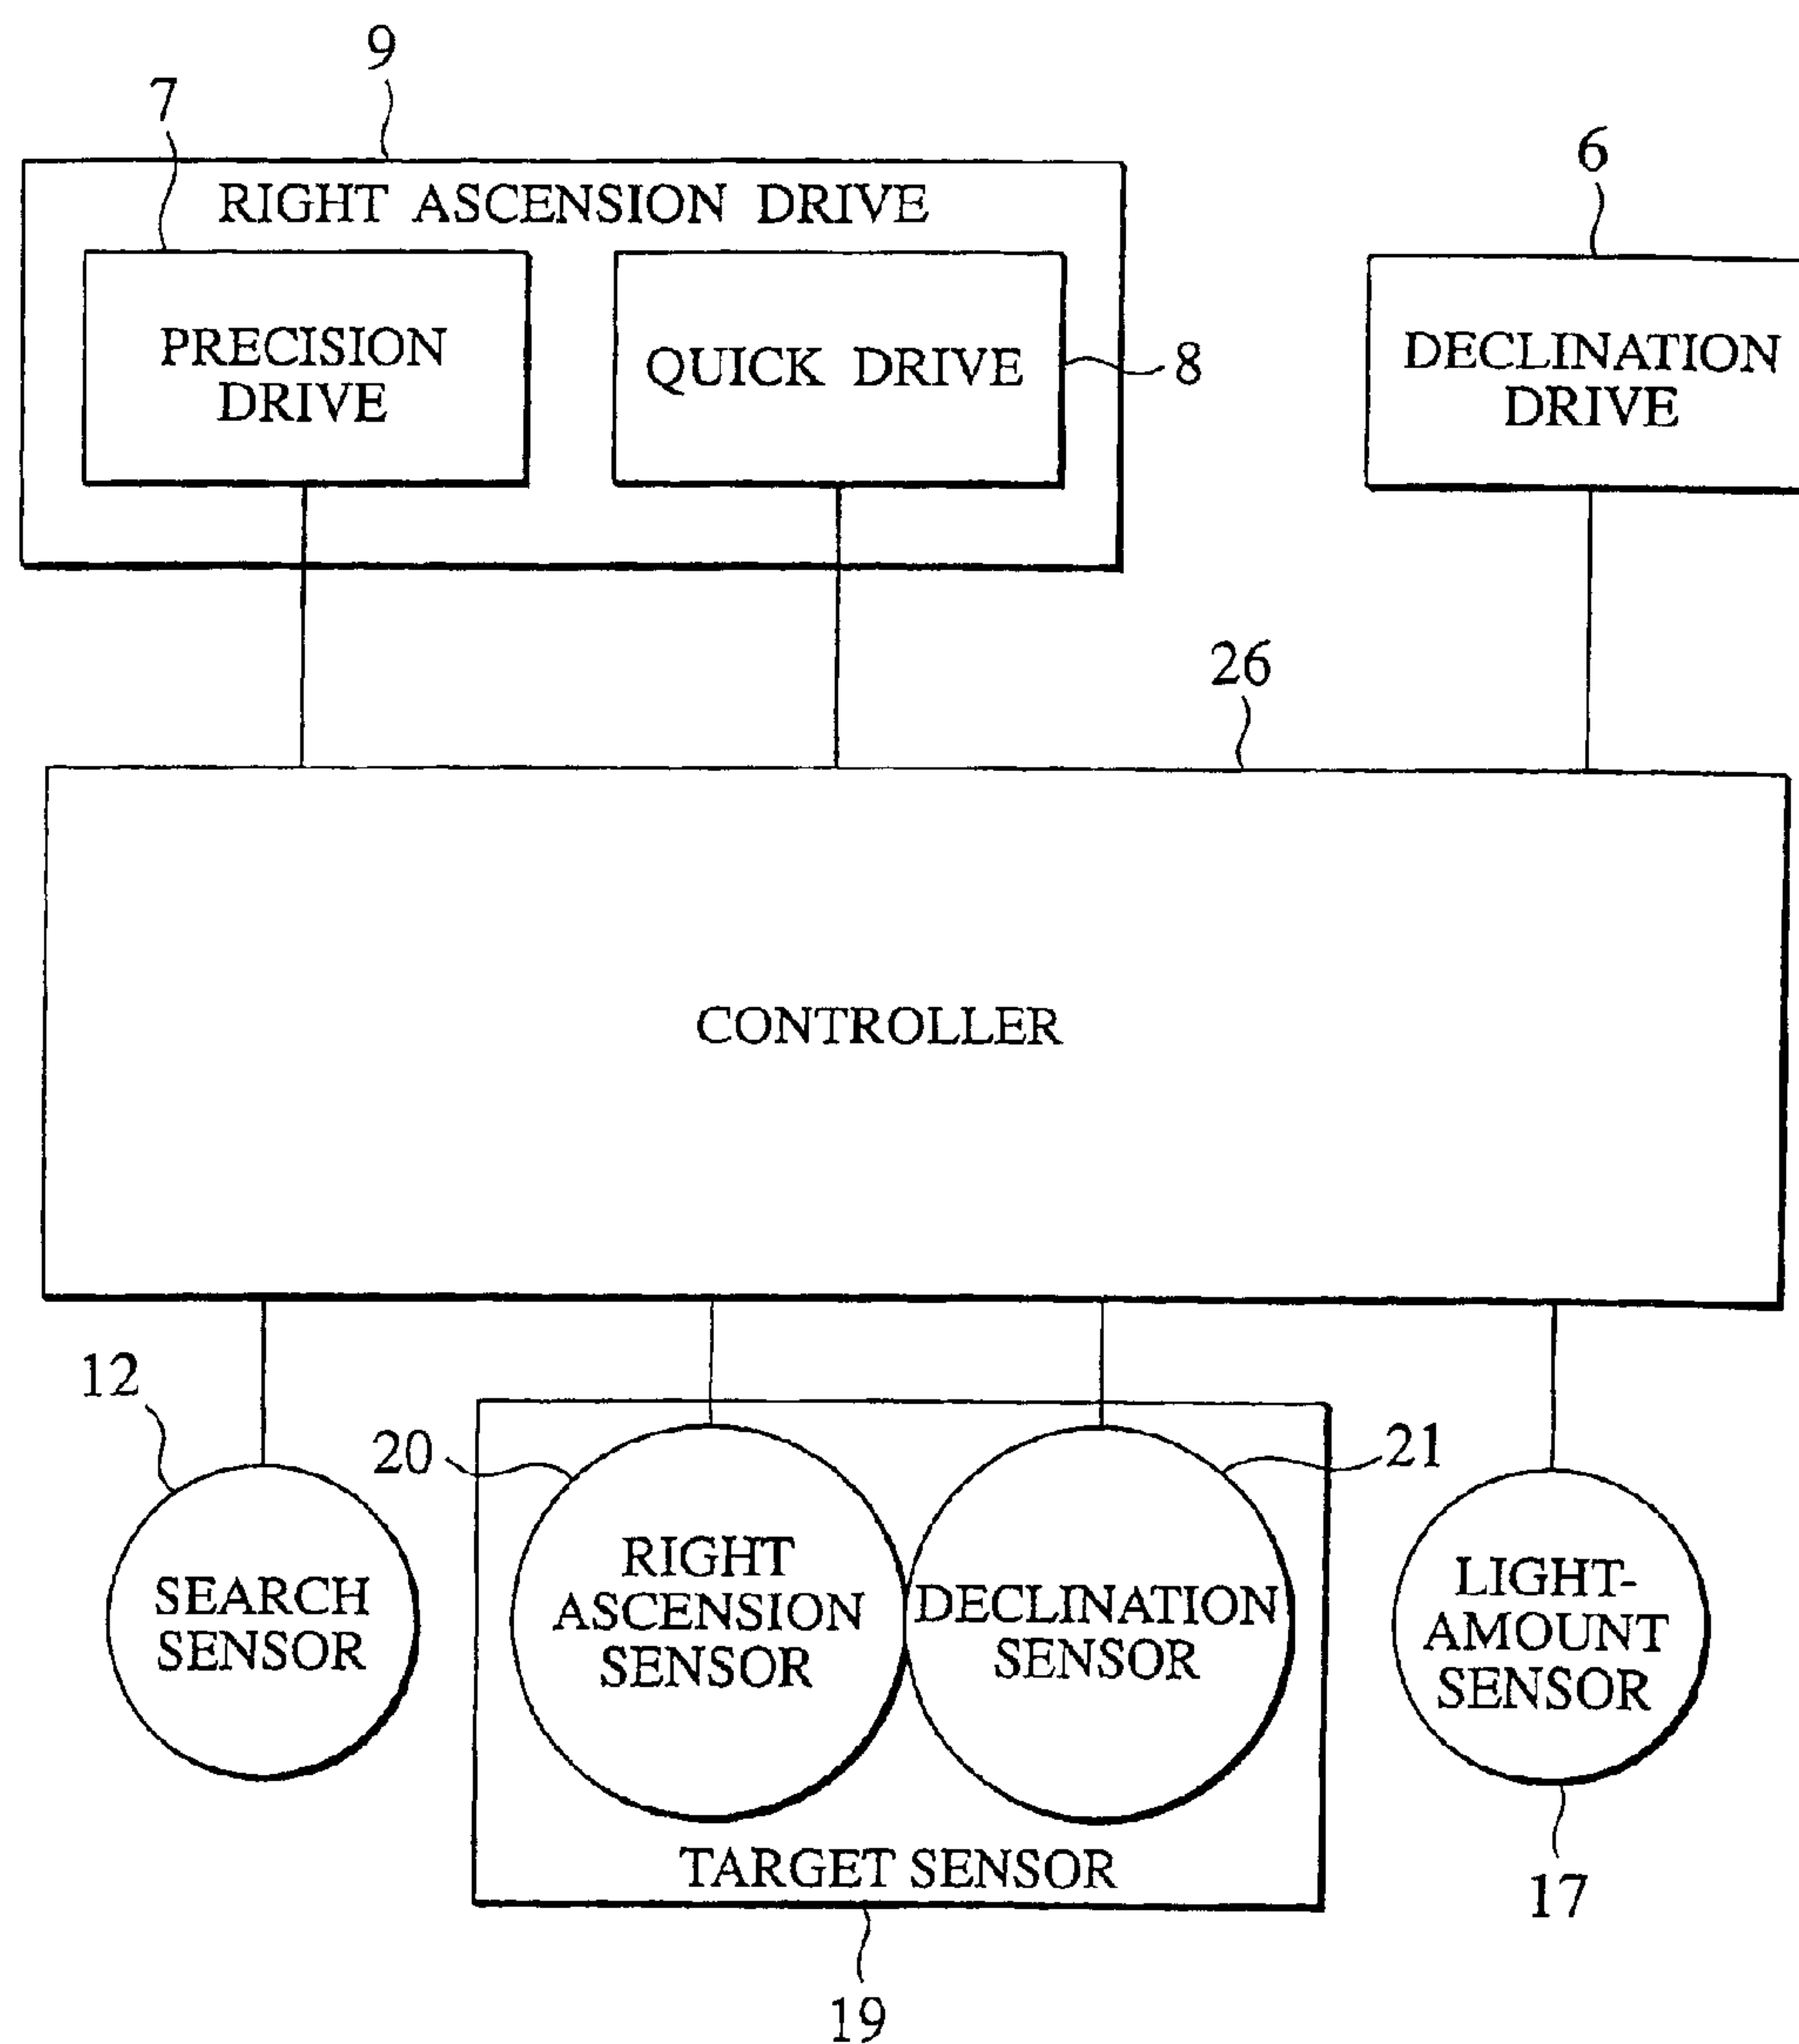 9
7
6
RIGHT ASCENSION DRIVE
PRECISION
DRIVE
QUICK DRIVE
8
DECLINATION
DRIVE
26
CONTROLLER
12
20
21
SEARCH
SENSOR
RIGHT
ASCENSION
SENSOR
DECLINATION
SENSOR
LIGHT-
AMOUNT
SENSOR
TARGET SENSOR
17
19